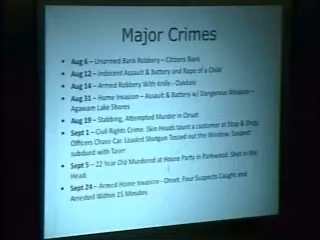 Major Crimes
• Aug 6 – Unarmed Bank Robbery – Citizens Bank
• Aug 12 – Indecent Assault & Battery and Rape of a Child
• Aug 14 – Armed Robbery With Knife - Oakdale
• Aug 31 – Home Invasion – Assault & Battery w/ Dangerous Weapon –
Agawam Lake Shores
• Aug 19 – Stabbing, Attempted Murder in Onset
• Sept 1 – Civil Rights Crime. Skin Heads taunt a customer at Stop & Shop.
Officers Chase Car. Loaded Shotgun Tossed out the Window. Suspect
subdued with Taser
• Sept 5 – 22 Year Old Murdered at House Party in Parkwood. Shot in the
Head.
• Sept 24 – Armed Home Invasion - Onset. Four Suspects Caught and
Arrested Within 15 Minutes